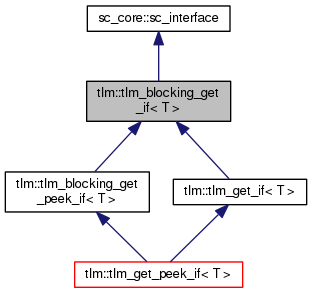 sc_core::sc_interface
tlm::tlm_blocking_get
_if< T >
tlm::tlm_blocking_get
_peek_if< T >
tlm::tlm_get_if< T >
tlm::tlm_get_peek_if< T >